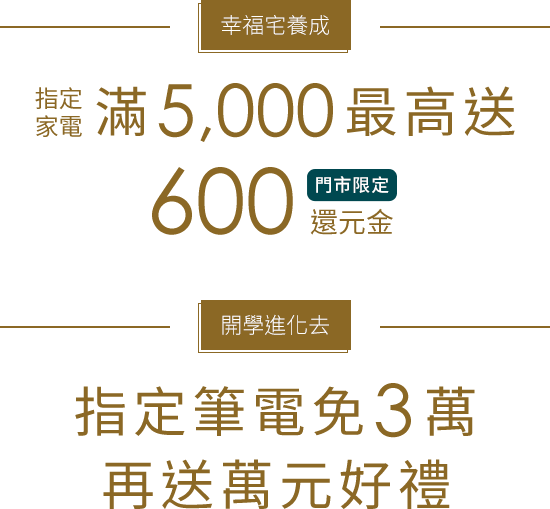 幸福宅養成
指定
家電
滿5,000最高送
600
門市限定
還元金
開學進化去
指定筆電免3萬
再送萬元好禮